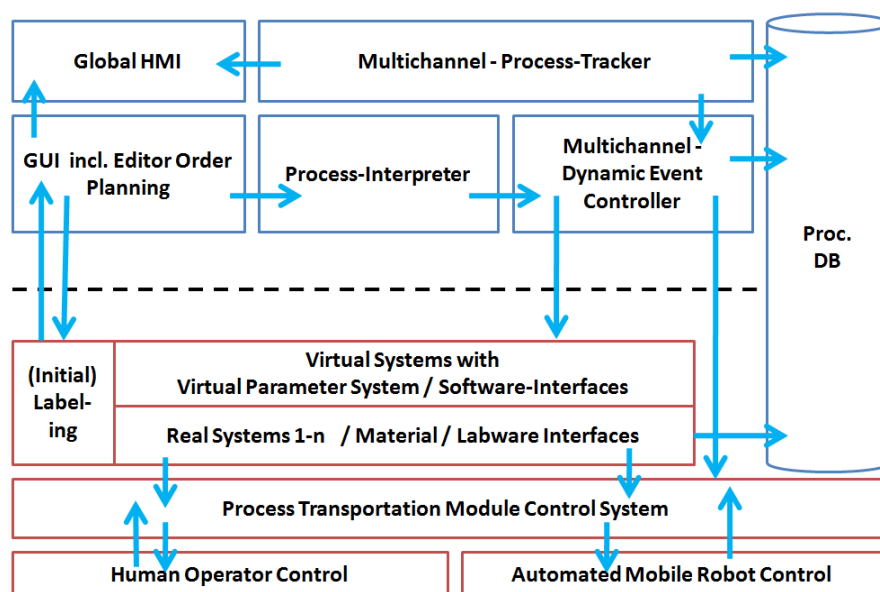 Global HMI
Multichannel - Process-Tracker
GUI incl. Editor Order
Planning
Process-Interpreter
Multichannel -
Dynamic Event
Controller
Proc.
DB
(Initial)
Label-
ing
Virtual Systems with
Virtual Parameter System / Software-Interfaces
Real Systems 1-n / Material / Labware Interfaces
Process Transportation Module Control System
Human Operator Control
Automated Mobile Robot Control